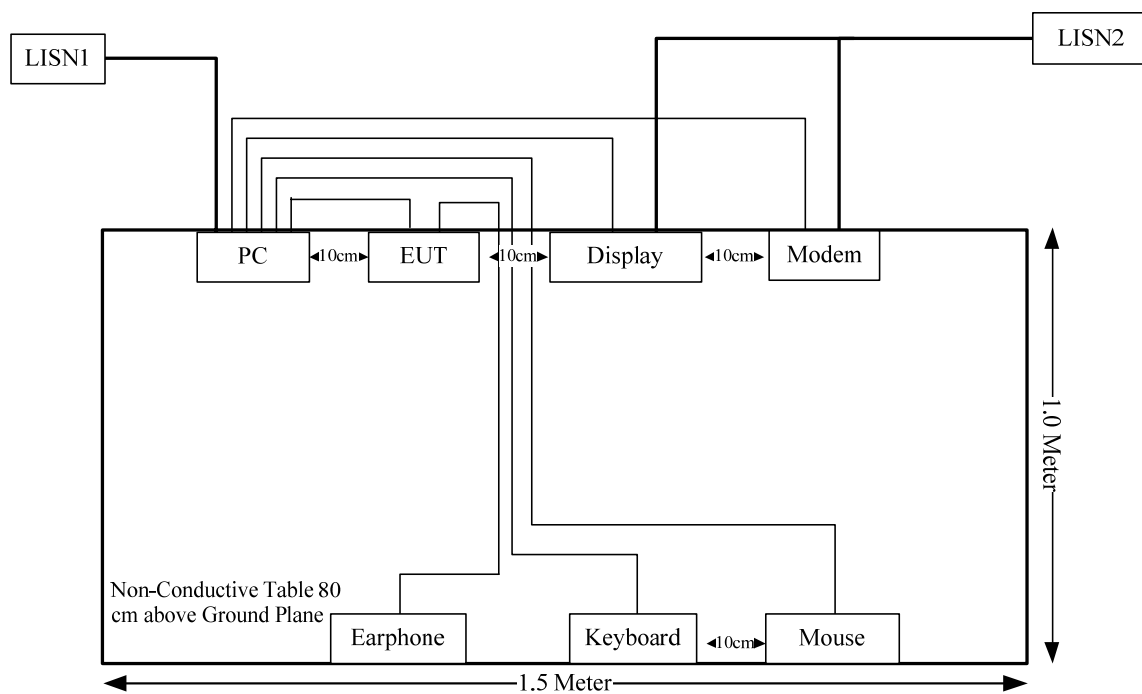 LISN1
LISN2
PC
10cm
EUT
10cm
Display
10cm
Modem
1.0 Meter
Non-Conductive Table 80
cm above Ground Plane
Earphone
Keyboard
10cm
Mouse
1.5 Meter